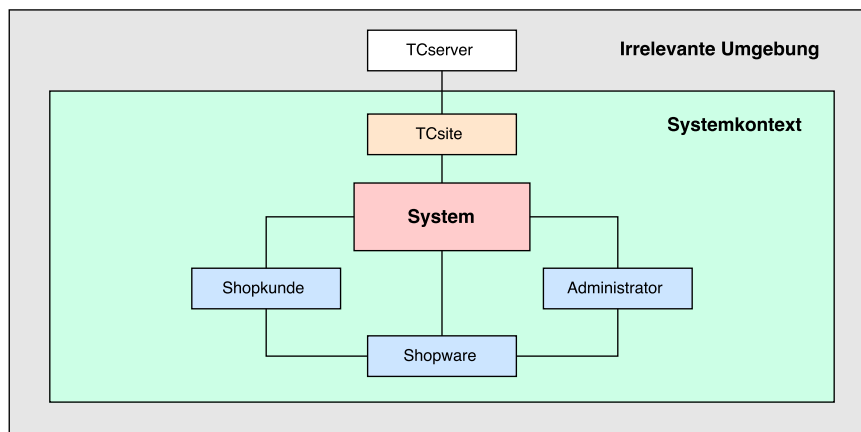 TCserver
Irrelevante Umgebung
TCsite
Systemkontext
System
Shopkunde
Administrator
Shopware